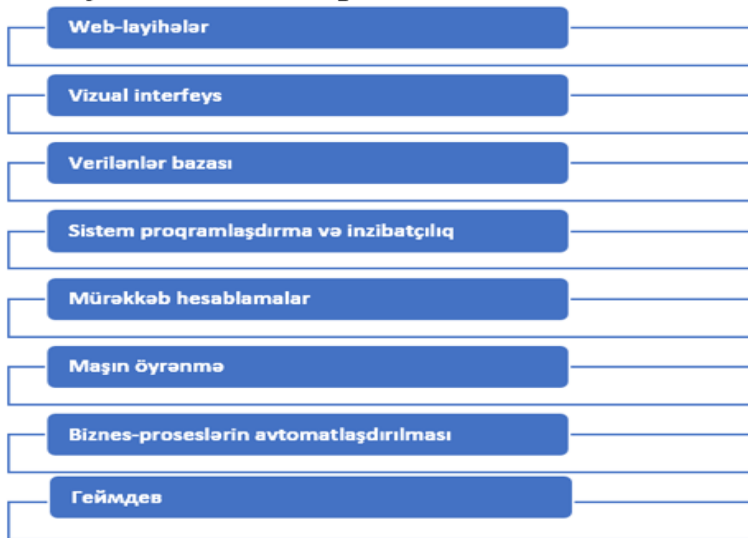 Web-layihələr
Vizual interfeys
Verilənlər bazası
Sistem proqramlaşdırma və inzibatçılıq
Mürəkkəb hesablamalar
Maşın öyrənmə
Biznes-proseslərin avtomatlaşdırılması
Геймдев